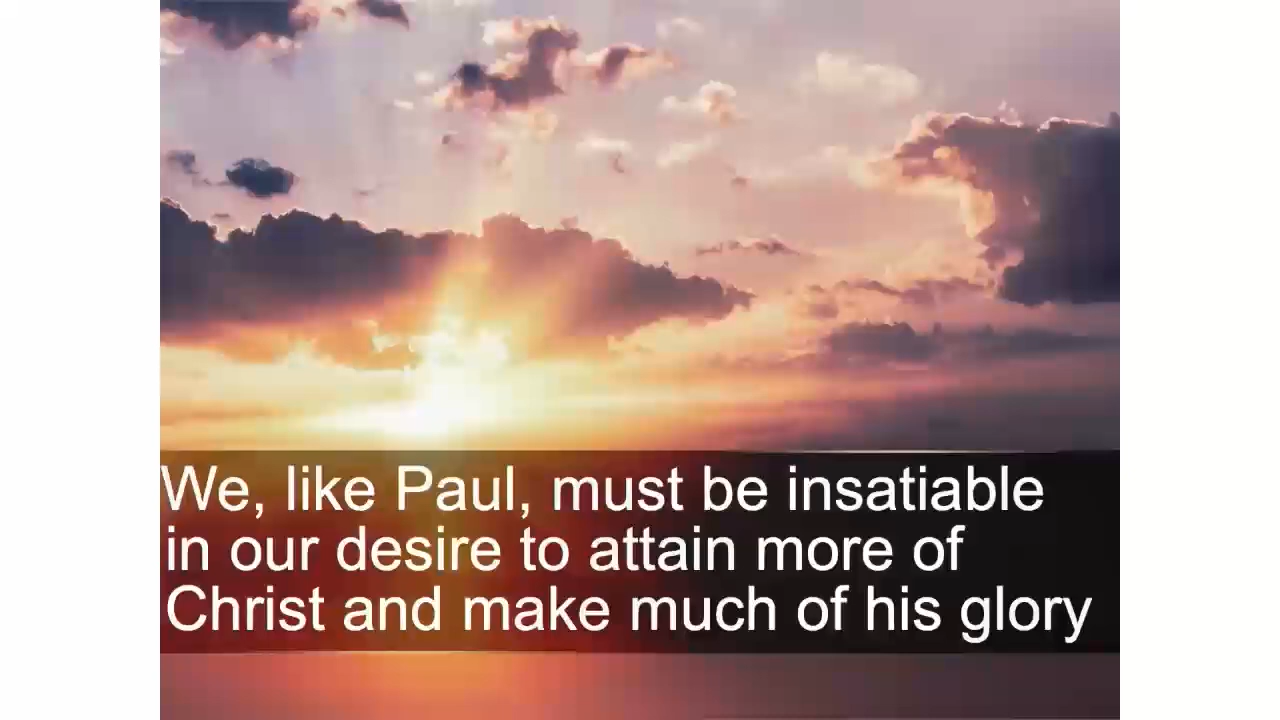 We, like Paul, must be insatiable
in our desire to attain more of
Christ and make much of his glory